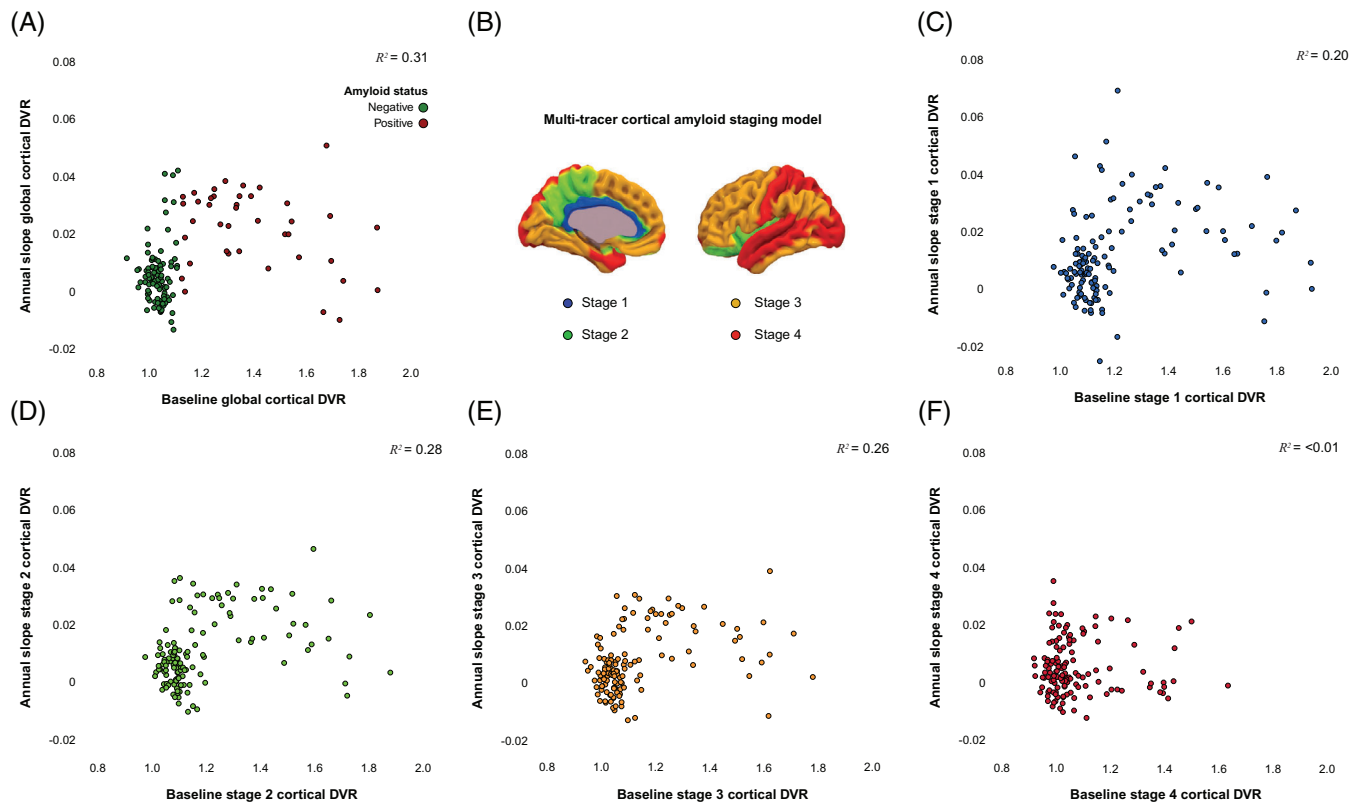 (A)
R² = 0.31
Amyloid status
Negative
Positive
Annual slope global cortical DVR
0.08
0.06
0.04
0.02
0
-0.02
0.8 1.0 1.2 1.4 1.6 1.8 2.0
Baseline global cortical DVR
(B)
Multi-tracer cortical amyloid staging model
Stage 1
Stage 3
Stage 2
Stage 4
(C)
R² = 0.20
Annual slope stage 1 cortical DVR
0.08
0.06
0.04
0.02
0
-0.02
0.8 1.0 1.2 1.4 1.6 1.8 2.0
Baseline stage 1 cortical DVR
(D)
R² = 0.28
Annual slope stage 2 cortical DVR
0.08
0.06
0.04
0.02
0
-0.02
0.8 1.0 1.2 1.4 1.6 1.8 2.0
Baseline stage 2 cortical DVR
(E)
R² = 0.26
Annual slope stage 3 cortical DVR
0.08
0.06
0.04
0.02
0
-0.02
0.8 1.0 1.2 1.4 1.6 1.8 2.0
Baseline stage 3 cortical DVR
(F)
R² = <0.01
Annual slope stage 4 cortical DVR
0.08
0.06
0.04
0.02
0
-0.02
0.8 1.0 1.2 1.4 1.6 1.8 2.0
Baseline stage 4 cortical DVR